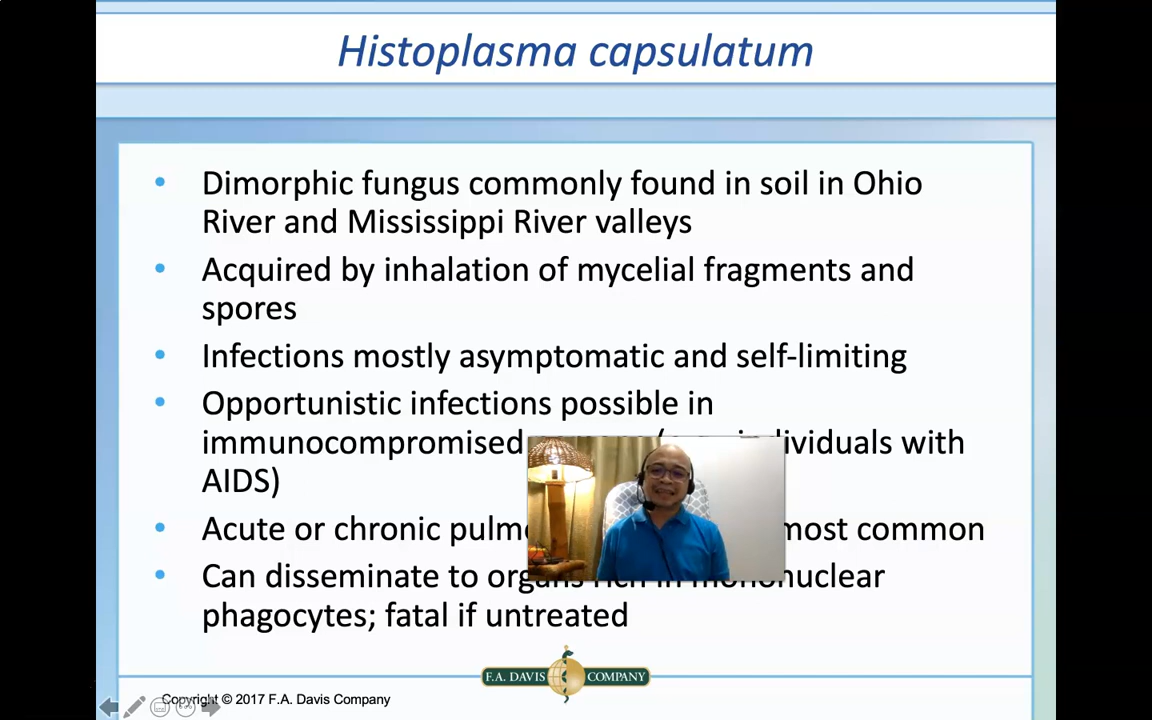 Histoplasma capsulatum
• Dimorphic fungus commonly found in soil in Ohio
River and Mississippi River valleys
• Acquired by inhalation of mycelial fragments and
spores
• Infections mostly asymptomatic and self-limiting
• Opportunistic infections possible in
immunocompromised individuals with
AIDS)
• Acute or chronic most common
• Can disseminate to organs rich in mononuclear
phagocytes; fatal if untreated
F.A. DAVIS COMPANY
Copyright © 2017 F.A. Davis Company